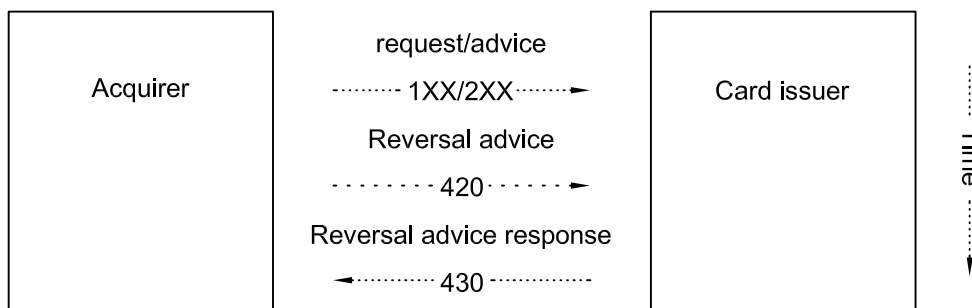 request/advice
Acquirer
1XX/2XX
Card issuer
Reversal advice
420
Time
Reversal advice response
430